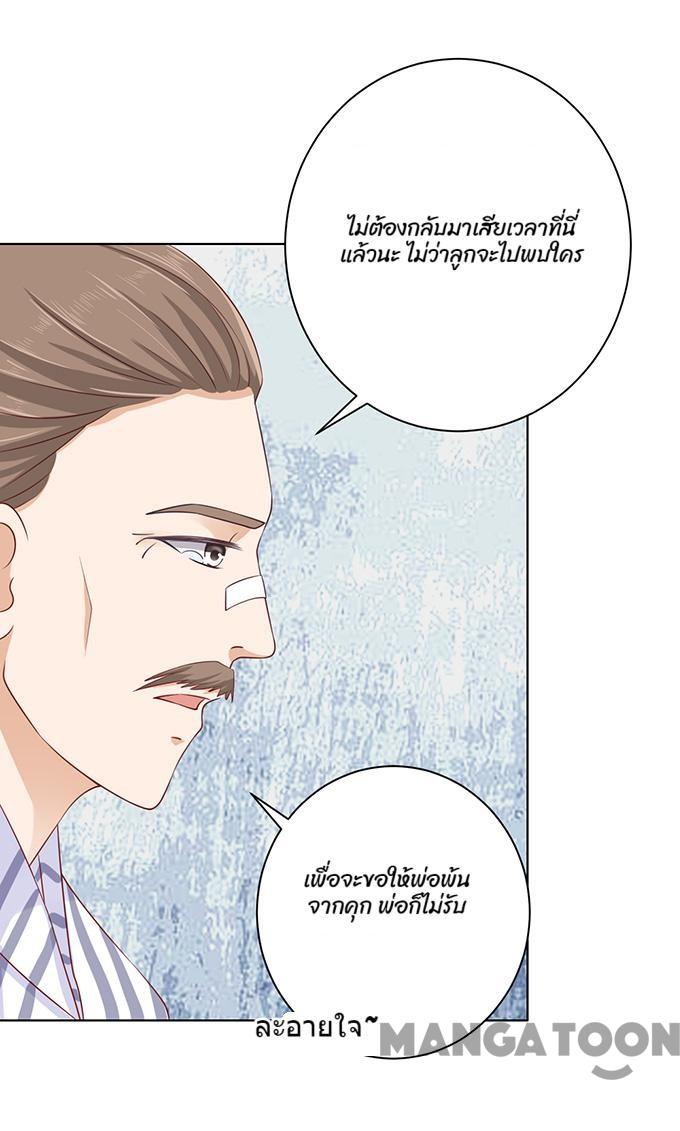 ไม่ต้องกลับมาเสียเวลาที่นี่
แล้วนะ ไม่ว่าลูกจะไปพบใคร
เพื่อจะขอให้พ่อพ้น
จากคุก พ่อก็ไม่รับ
ละอายใจ~
MANGATOON